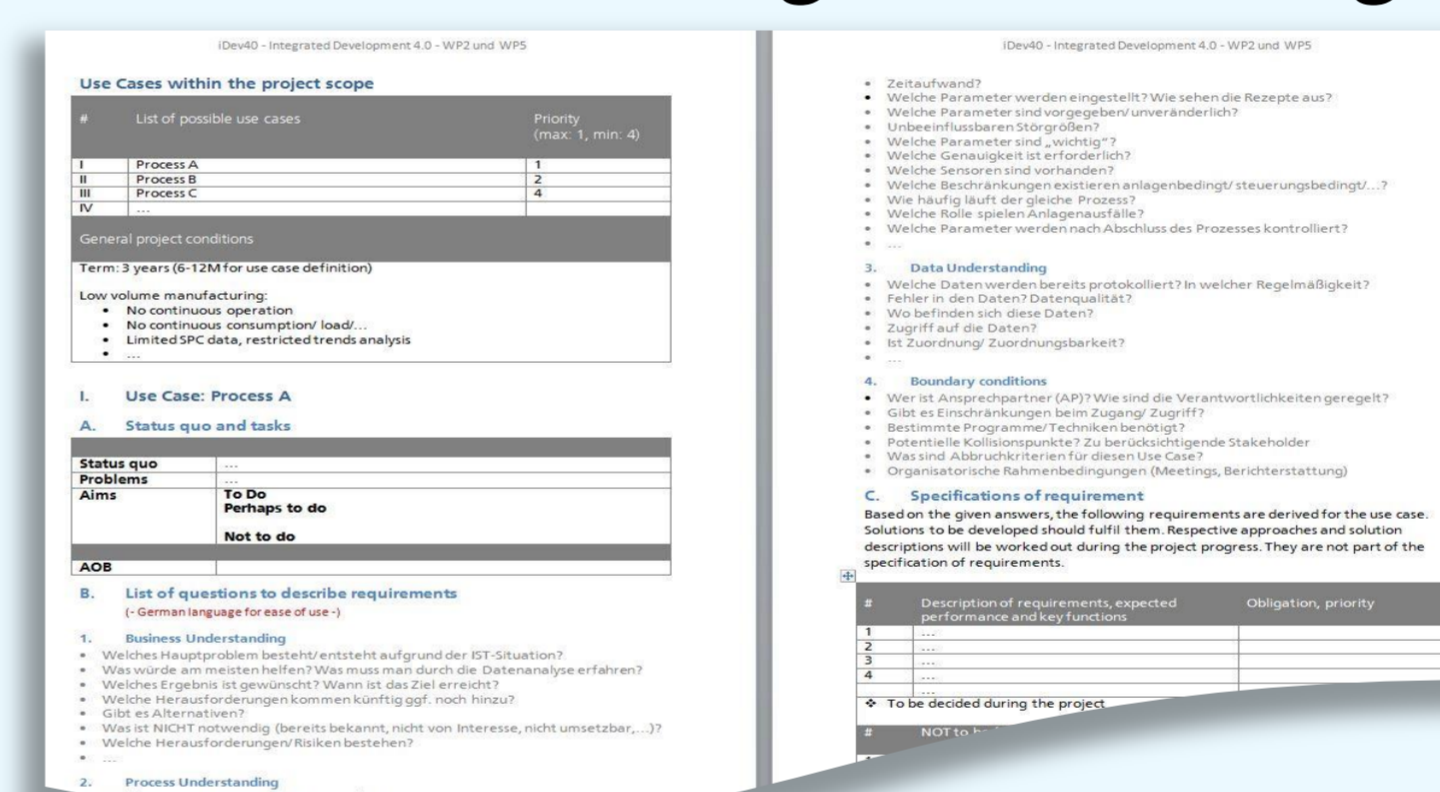 iDev40 - Integrated Development 4.0 - WP2 und WP5
Use Cases within the project scope
# List of possible use cases Priority
(max: 1, min: 4)
I Process A 1
II Process B 2
III Process C 4
IV ...
General project conditions
Term: 3 years (6-12M for use case definition)
Low volume manufacturing:
• No continuous operation
• No continuous consumption/ load/...
• Limited SPC data, restricted trends analysis
• ...
I. Use Case: Process A
A. Status quo and tasks
Status quo ...
Problems ...
Aims To Do
Perhaps to do
Not to do
AOB
B. List of questions to describe requirements
(- German language for ease of use -)
1. Business Understanding
• Welches Hauptproblem besteht/entsteht aufgrund der IST-Situation?
• Was würde am meisten helfen? Was muss man durch die Datenanalyse erfahren?
• Welches Ergebnis ist gewünscht? Wann ist das Ziel erreicht?
• Welche Herausforderungen kommen künftig ggf. noch hinzu?
• Gibt es Alternativen?
• Was ist NICHT notwendig (bereits bekannt, nicht von Interesse, nicht umsetzbar,...)?
• Welche Herausforderungen/Risiken bestehen?
• ...
2. Process Understanding
iDev40 - Integrated Development 4.0 - WP2 und WP5
• Zeitaufwand?
• Welche Parameter werden eingestellt? Wie sehen die Rezepte aus?
• Welche Parameter sind vorgegeben/unveränderlich?
• Unbeeinflussbaren Störgrößen?
• Welche Parameter sind „wichtig“?
• Welche Genauigkeit ist erforderlich?
• Welche Sensoren sind vorhanden?
• Welche Beschränkungen existieren anlagenbedingt/ steuerungsbedingt/...?
• Wie häufig läuft der gleiche Prozess?
• Welche Rolle spielen Anlagenausfälle?
• Welche Parameter werden nach Abschluss des Prozesses kontrolliert?
• ...
3. Data Understanding
• Welche Daten werden bereits protokolliert? In welcher Regelmäßigkeit?
• Fehler in den Daten? Datenqualität?
• Wo befinden sich diese Daten?
• Zugriff auf die Daten?
• Ist Zuordnung/ Zuordnungsbarkeit?
• ...
4. Boundary conditions
• Wer ist Ansprechpartner (AP)? Wie sind die Verantwortlichkeiten geregelt?
• Gibt es Einschränkungen beim Zugang/ Zugriff?
• Bestimmte Programme/Techniken benötigt?
• Potentielle Kollisionspunkte? Zu berücksichtigende Stakeholder
• Was sind Abbruchkriterien für diesen Use Case?
• Organisatorische Rahmenbedingungen (Meetings, Berichterstattung)
C. Specifications of requirement
Based on the given answers, the following requirements are derived for the use case.
Solutions to be developed should fulfil them. Respective approaches and solution
descriptions will be worked out during the project progress. They are not part of the
specification of requirements.
# Description of requirements, expected Obligation, priority
performance and key functions
1 ...
2 ...
3 ...
4 ...
...
❖ To be decided during the project
# NOT to